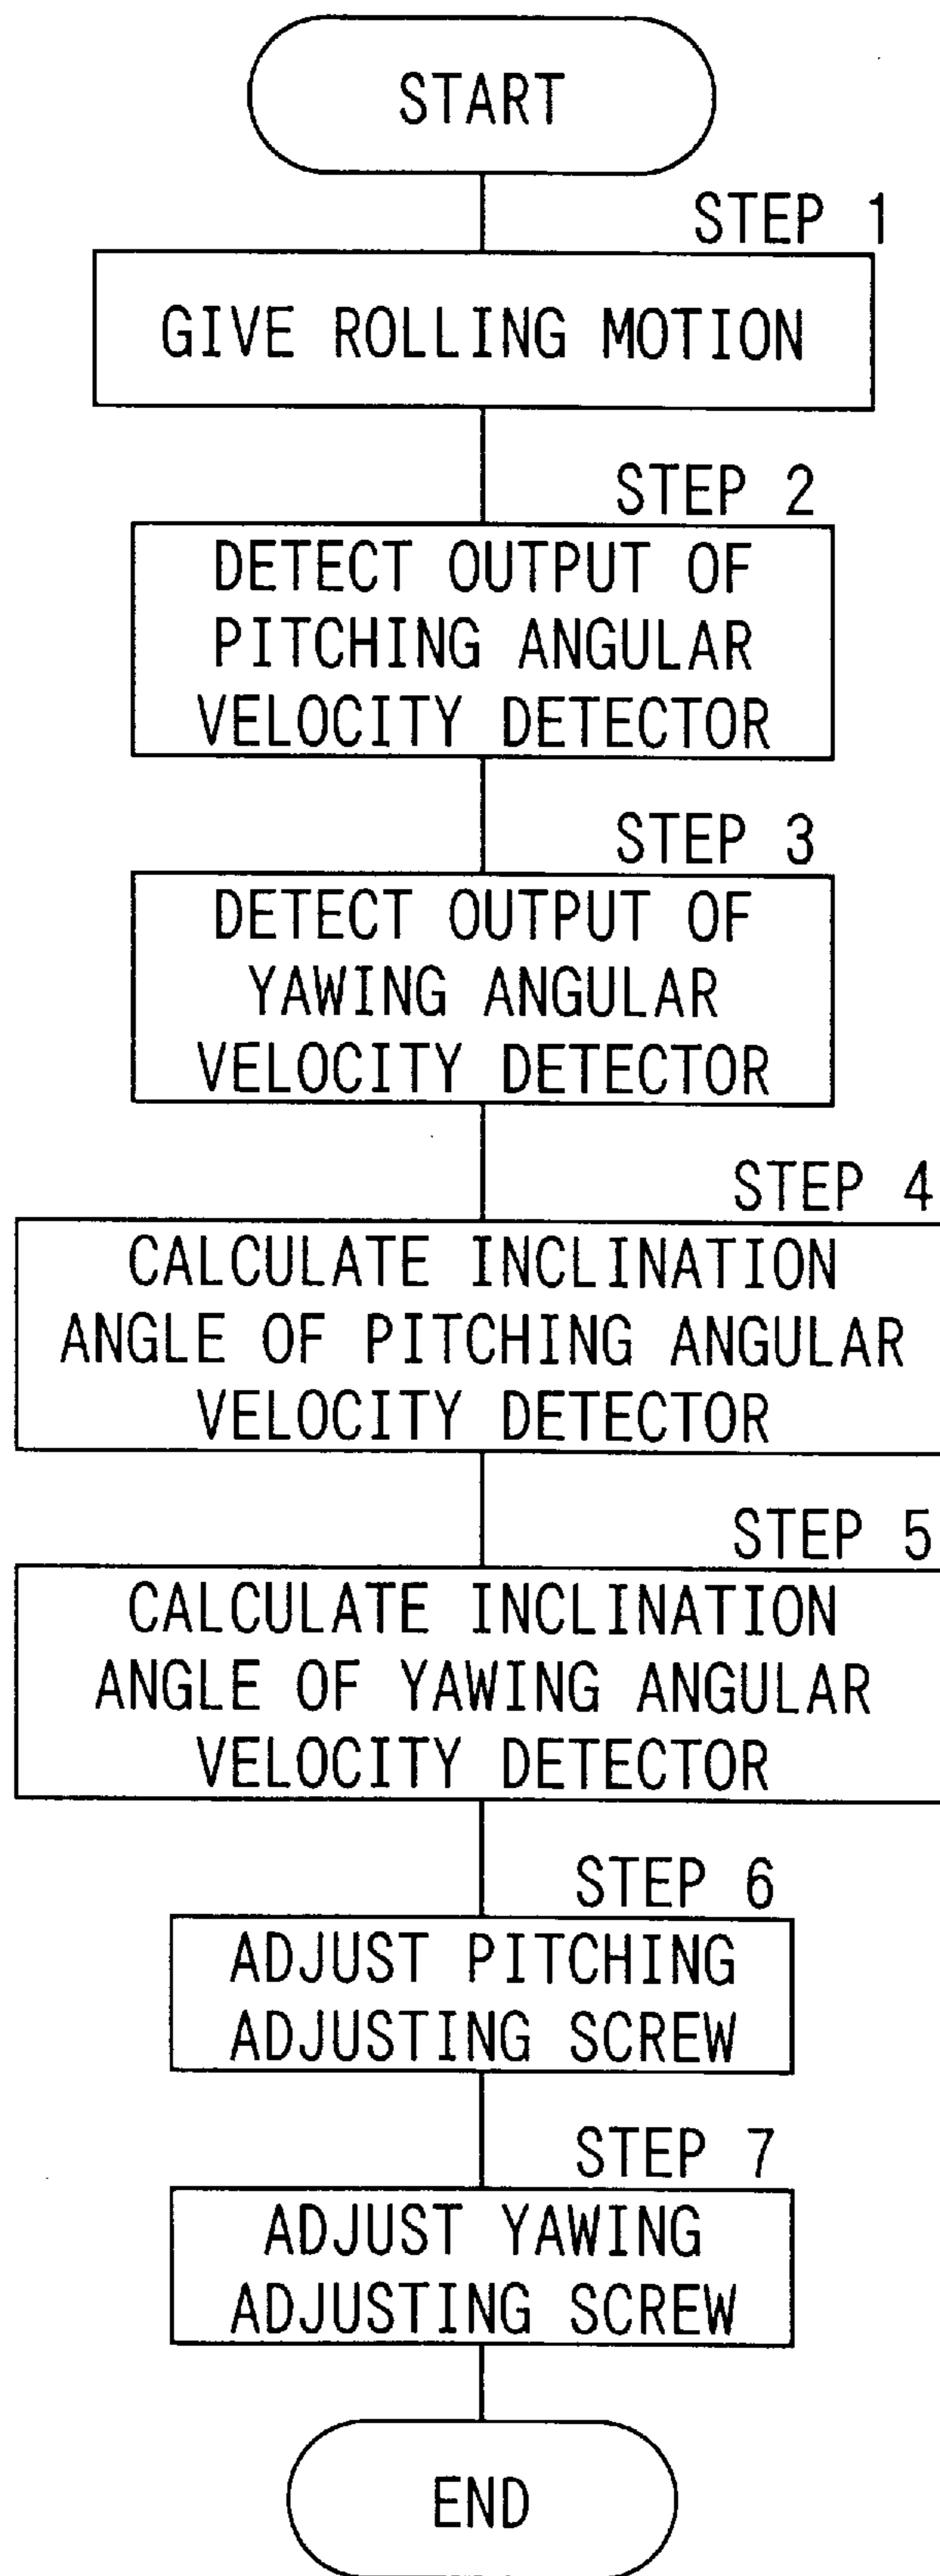 START
STEP 1
GIVE ROLLING MOTION
STEP 2
DETECT OUTPUT OF
PITCHING ANGULAR
VELOCITY DETECTOR
STEP 3
DETECT OUTPUT OF
YAWING ANGULAR
VELOCITY DETECTOR
STEP 4
CALCULATE INCLINATION
ANGLE OF PITCHING ANGULAR
VELOCITY DETECTOR
STEP 5
CALCULATE INCLINATION
ANGLE OF YAWING ANGULAR
VELOCITY DETECTOR
STEP 6
ADJUST PITCHING
ADJUSTING SCREW
STEP 7
ADJUST YAWING
ADJUSTING SCREW
END